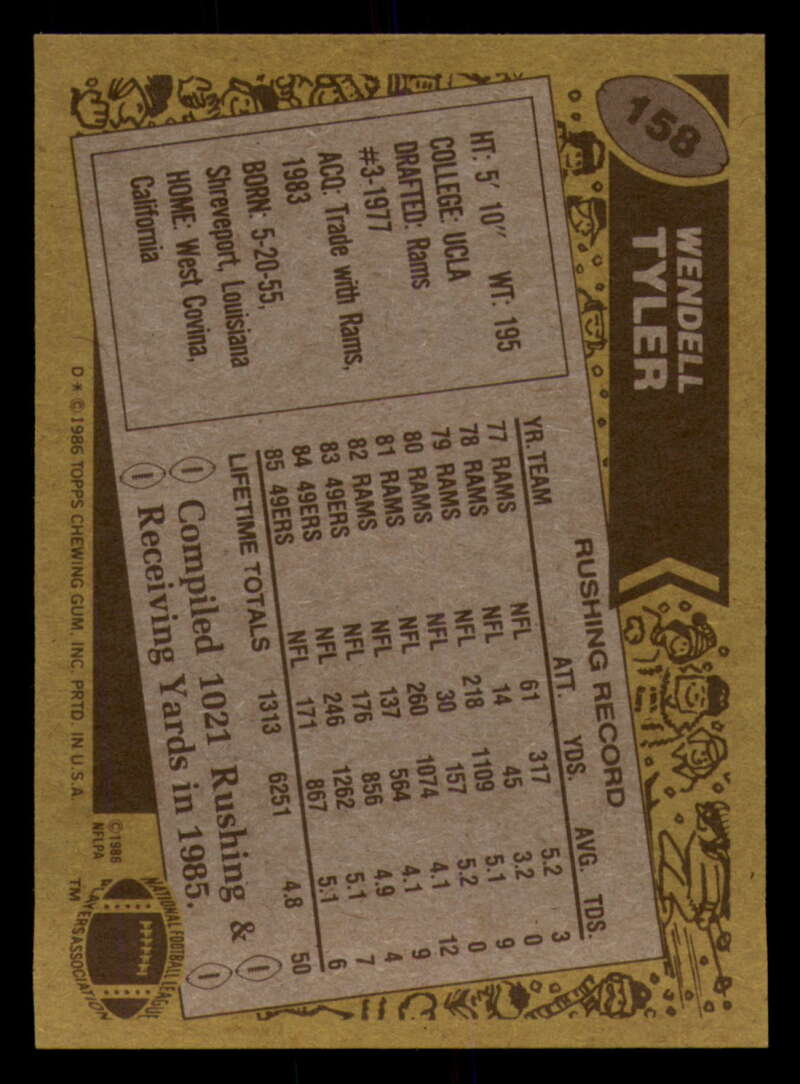 158
WENDELL
TYLER
HT: 5' 10" WT: 195
COLLEGE: UCLA
DRAFTED: Rams
#3-1977
ACQ: Trade with Rams,
1983
BORN: 5-20-55,
Shreveport, Louisiana
HOME: West Covina,
California
RUSHING RECORD
YR. TEAM ATT. YDS. AVG. TDS.
77 RAMS NFL 61 317 5.2 3
78 RAMS NFL 14 45 3.2 0
79 RAMS NFL 218 1109 5.1 9
80 RAMS NFL 30 157 5.2 0
81 RAMS NFL 260 1074 4.1 12
82 RAMS NFL 137 564 4.1 9
83 49ERS NFL 176 856 4.9 4
84 49ERS NFL 246 1262 5.1 7
85 49ERS NFL 171 867 5.1 6
LIFETIME TOTALS 1313 6251 4.8 50
Compiled 1021 Rushing &
Receiving Yards in 1985.
D * © 1986 TOPPS CHEWING GUM, INC. PRTD. IN U.S.A.
© 1986
NFLPA
NATIONAL FOOTBALL LEAGUE
PLAYERS ASSOCIATION
TM